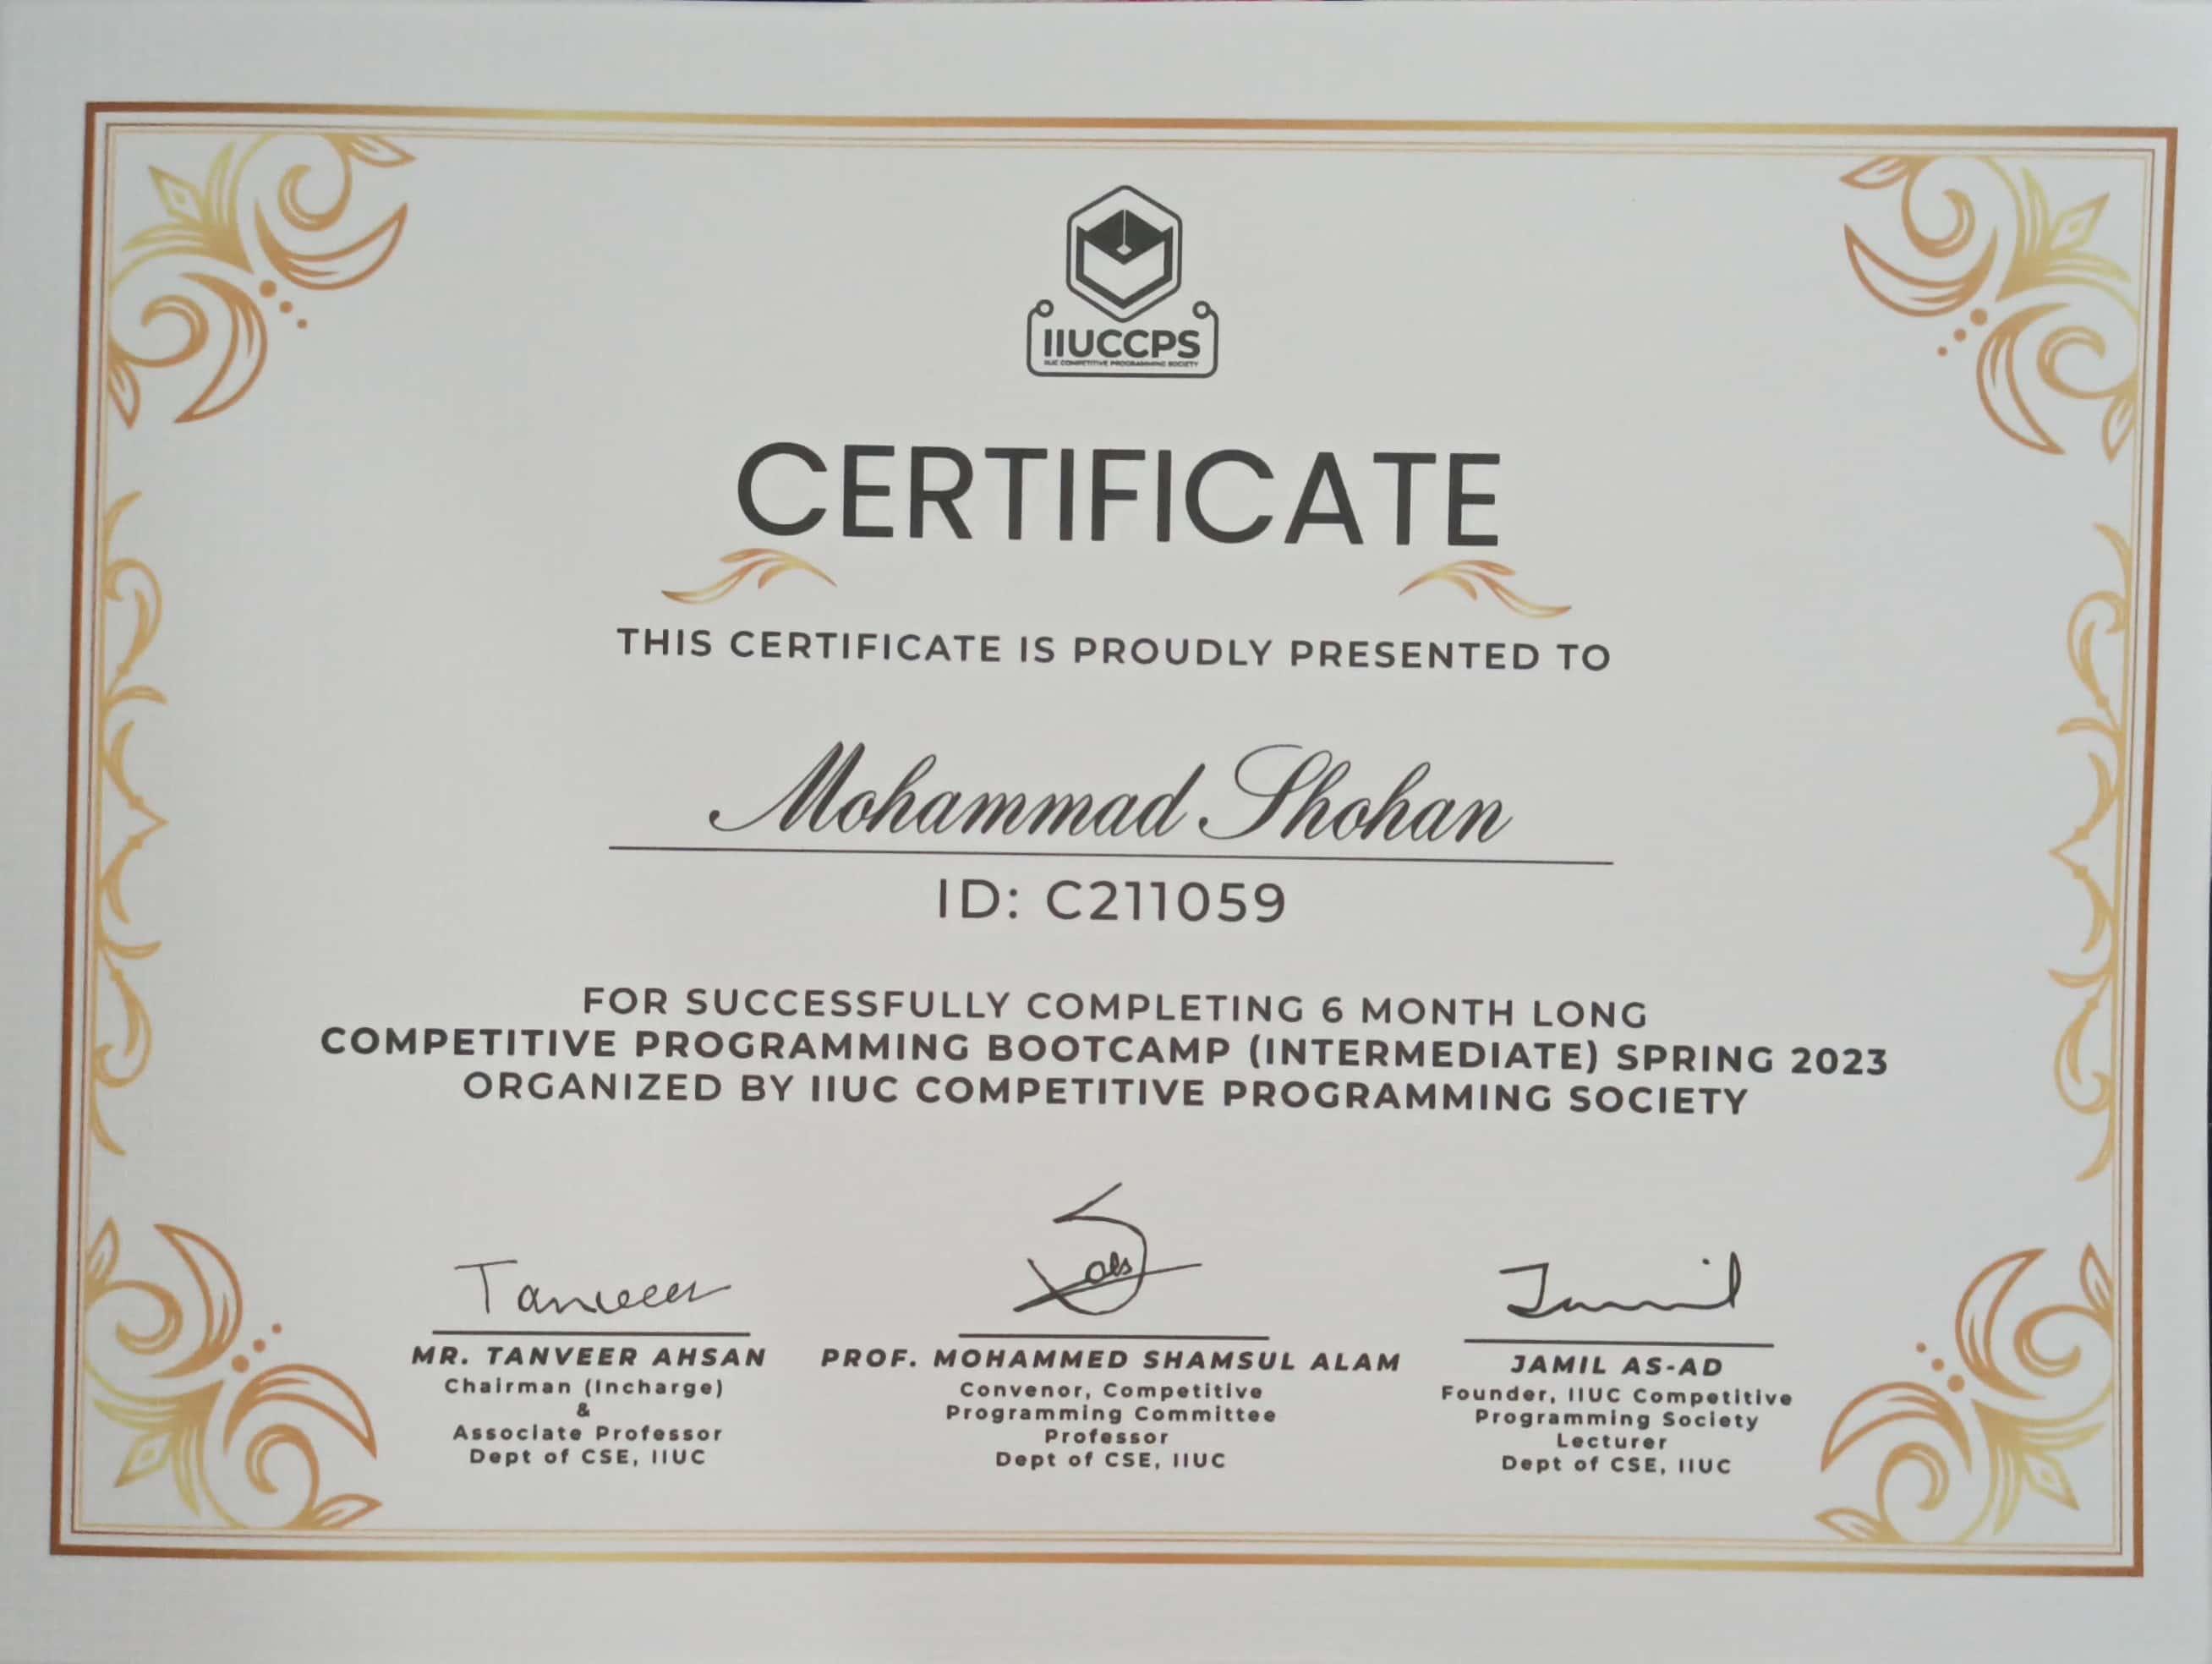 IIUCCPS
IIUC COMPETITIVE PROGRAMMING SOCIETY
CERTIFICATE
THIS CERTIFICATE IS PROUDLY PRESENTED TO
Mohammad Shohan
ID: C211059
FOR SUCCESSFULLY COMPLETING 6 MONTH LONG
COMPETITIVE PROGRAMMING BOOTCAMP (INTERMEDIATE) SPRING 2023
ORGANIZED BY IIUC COMPETITIVE PROGRAMMING SOCIETY
Tanveer
MR. TANVEER AHSAN
Chairman (Incharge)
&
Associate Professor
Dept of CSE, IIUC
PROF. MOHAMMED SHAMSUL ALAM
Convenor, Competitive
Programming Committee
Professor
Dept of CSE, IIUC
Jamil
JAMIL AS-AD
Founder, IIUC Competitive
Programming Society
Lecturer
Dept of CSE, IIUC